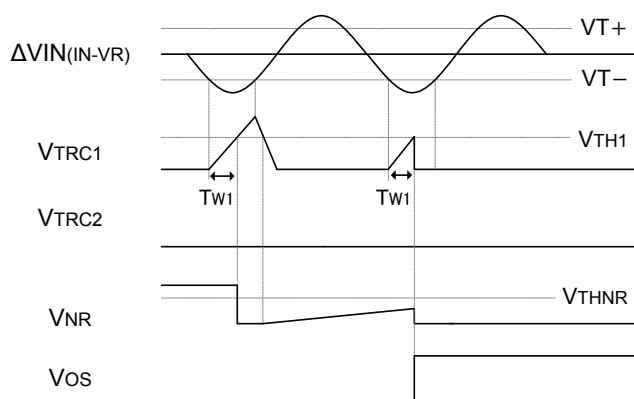 VT+
ΔVIN(IN-VR)
VT−
VTH1
VTRC1
TW1 TW1
VTRC2
VTHNR
VNR
VOS